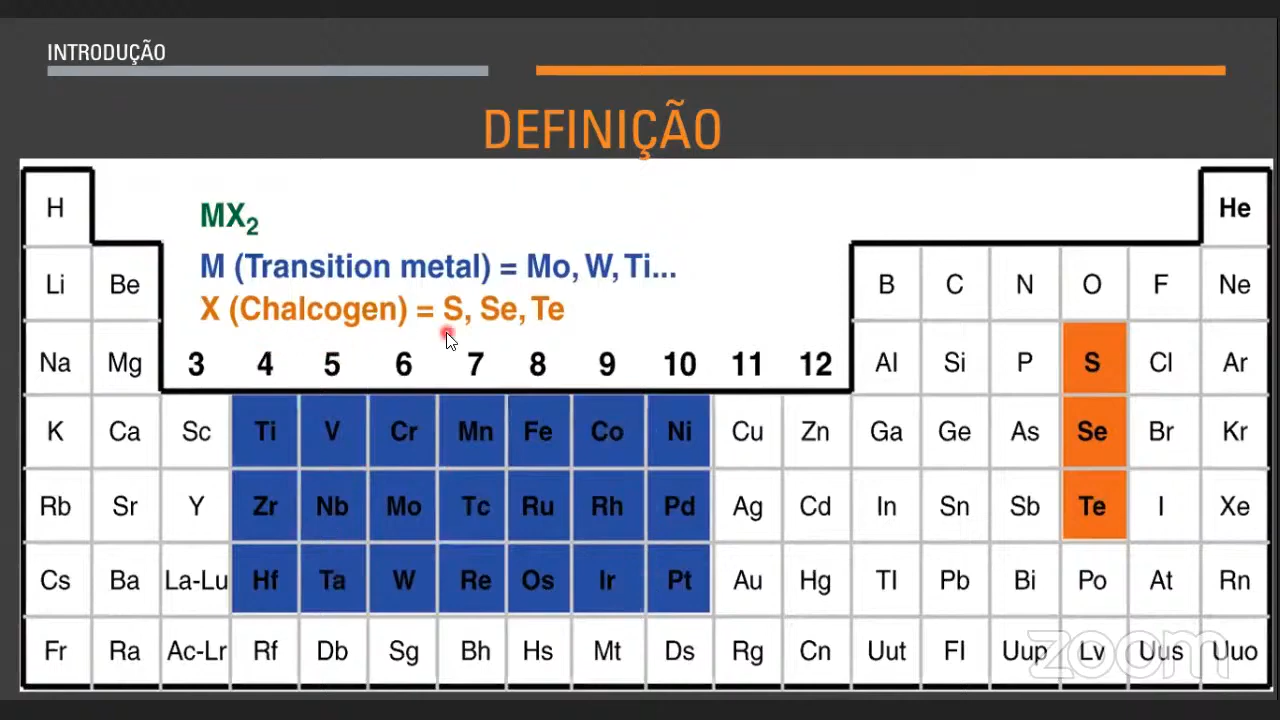 INTRODUÇÃO
DEFINIÇÃO
H He
MX2
M (Transition metal) = Mo, W, Ti...
X (Chalcogen) = S, Se, Te
Li Be B C N O F Ne
Na Mg 3 4 5 6 7 8 9 10 11 12 Al Si P S Cl Ar
K Ca Sc Ti V Cr Mn Fe Co Ni Cu Zn Ga Ge As Se Br Kr
Rb Sr Y Zr Nb Mo Tc Ru Rh Pd Ag Cd In Sn Sb Te I Xe
Cs Ba La-Lu Hf Ta W Re Os Ir Pt Au Hg Tl Pb Bi Po At Rn
Fr Ra Ac-Lr Rf Db Sg Bh Hs Mt Ds Rg Cn Uut Fl Uup Lv Uus Uuo
zoom